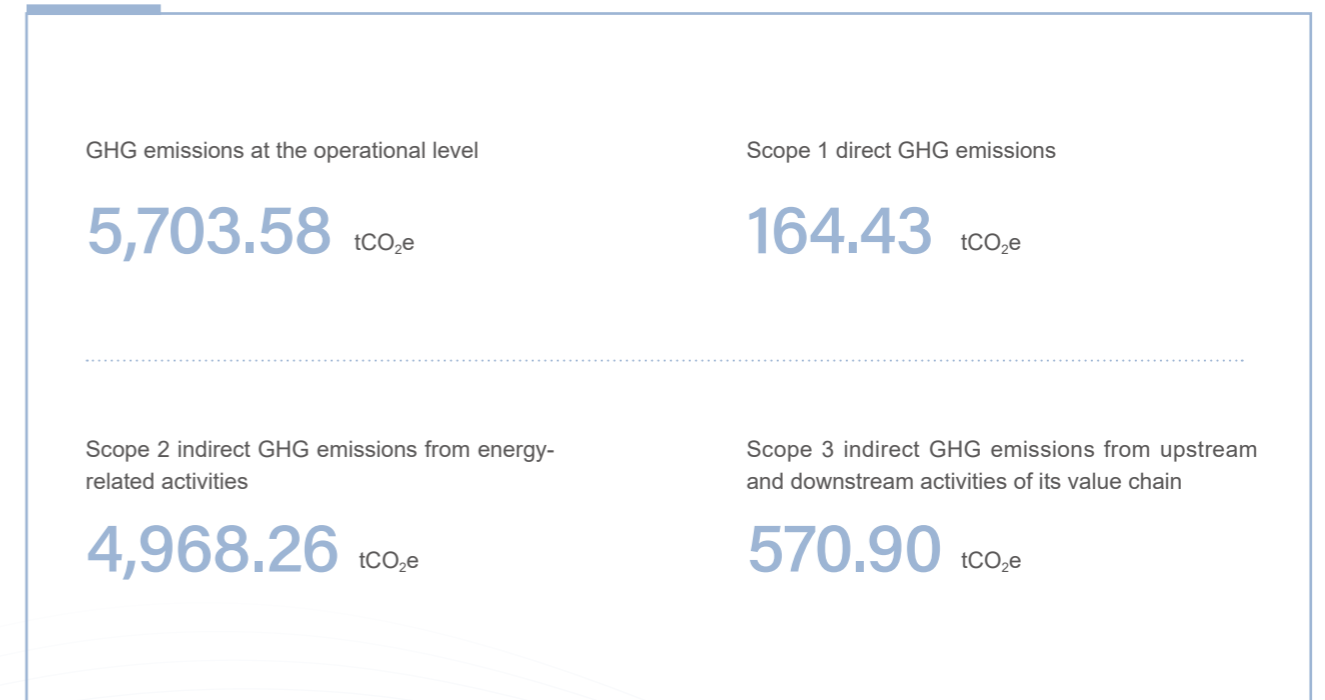 GHG emissions at the operational level
5,703.58 tCO₂e
Scope 1 direct GHG emissions
164.43 tCO₂e
Scope 2 indirect GHG emissions from energy-
related activities
4,968.26 tCO₂e
Scope 3 indirect GHG emissions from upstream
and downstream activities of its value chain
570.90 tCO₂e